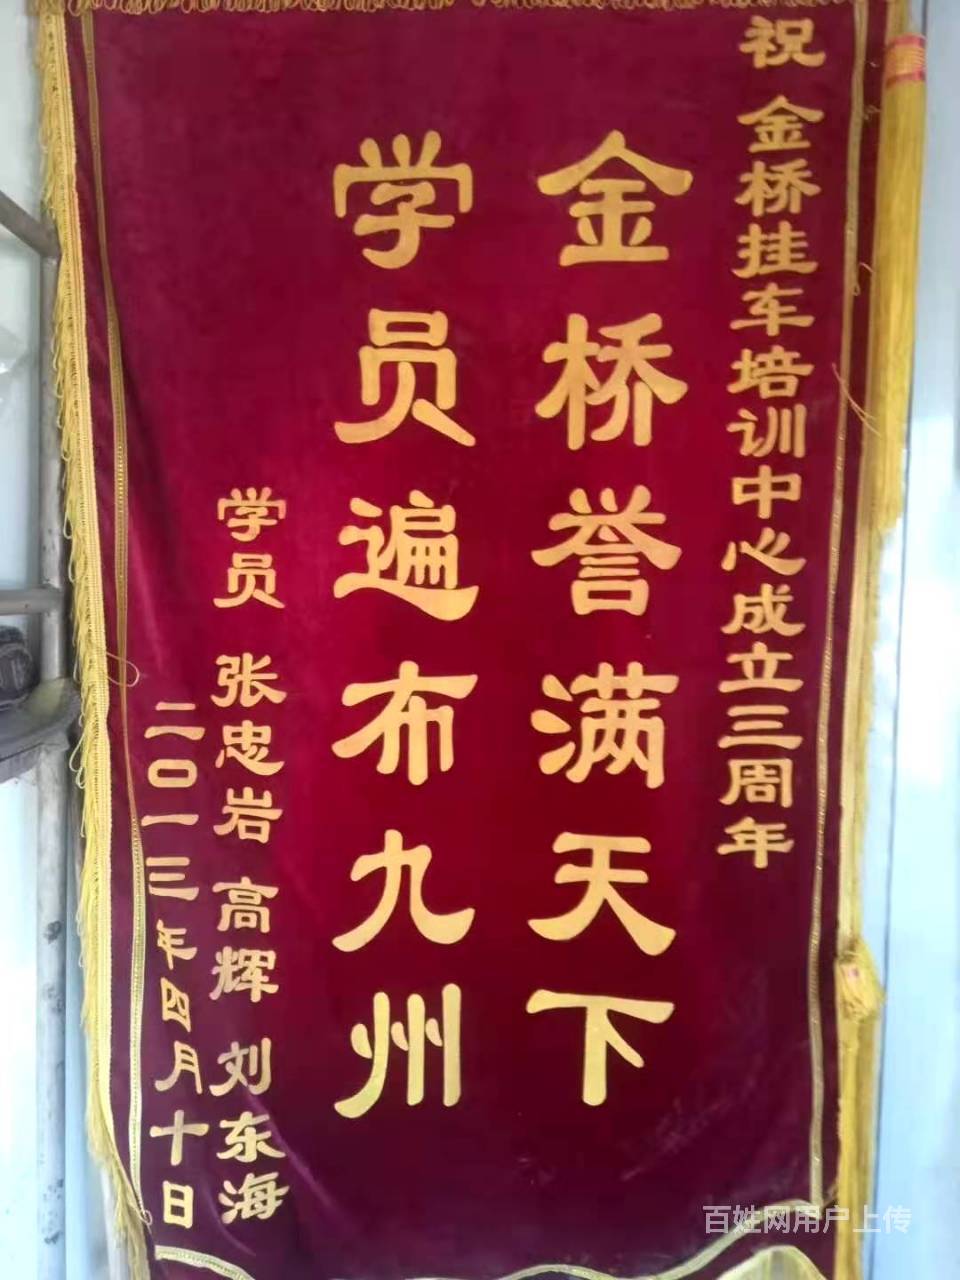 祝 金桥挂车培训中心成立三周年
金桥誉满天下
学员遍布九州
学员 张忠岩 高辉 刘东海
二〇一三年四月十日
百姓网用户上传